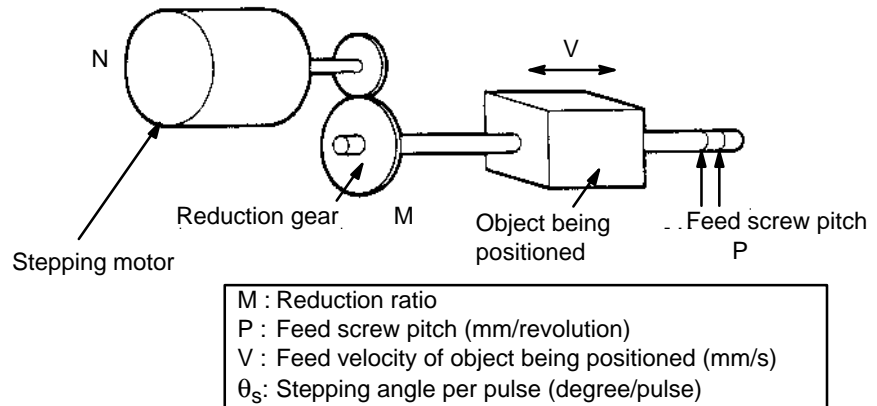 N
V
Reduction gear
M
Object being
positioned
Feed screw pitch
P
Stepping motor
M : Reduction ratio
P : Feed screw pitch (mm/revolution)
V : Feed velocity of object being positioned (mm/s)
θs: Stepping angle per pulse (degree/pulse)